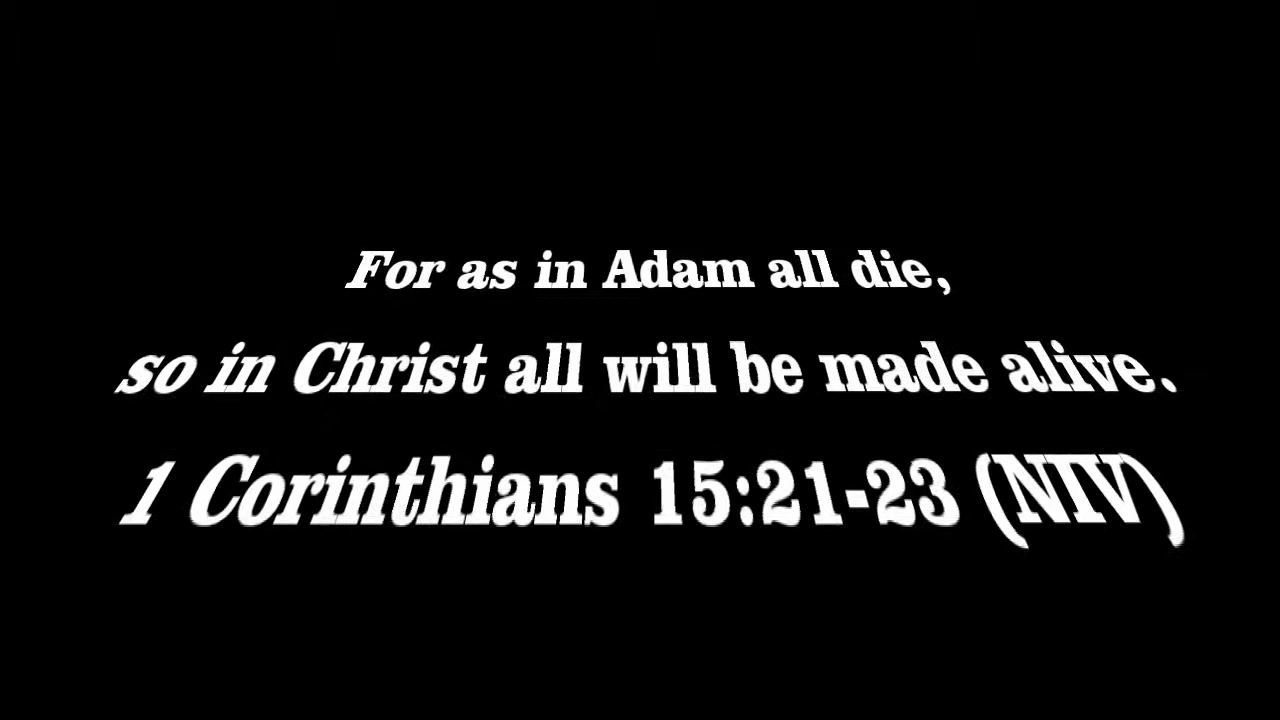 For as in Adam all die,
so in Christ all will be made alive.
1 Corinthians 15:21-23 (NIV)